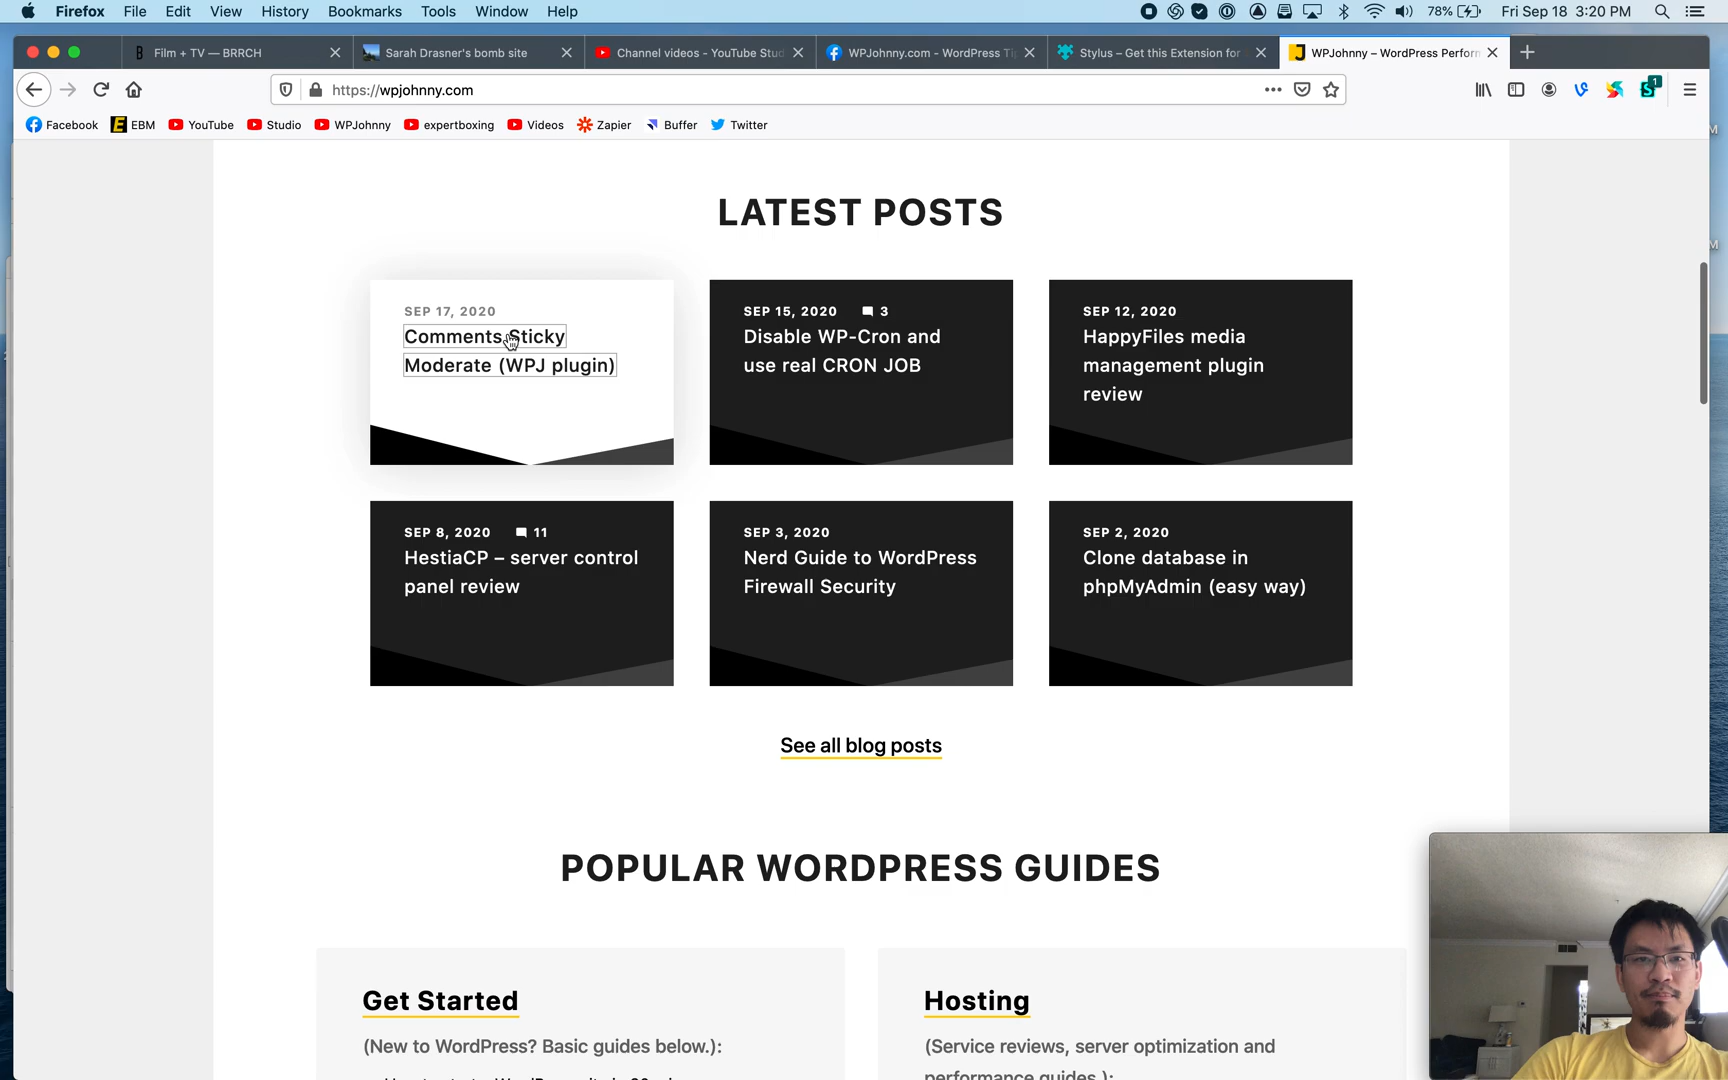 Firefox File Edit View History Bookmarks Tools Window Help 78% Fri Sep 18 3:20 PM
Film + TV — BRRCH Sarah Drasner's bomb site Channel videos - YouTube Stud WPJohnny.com - WordPress Ti Stylus – Get this Extension for WPJohnny – WordPress Perform
https://wpjohnny.com
Facebook EBM YouTube Studio WPJohnny expertboxing Videos Zapier Buffer Twitter
LATEST POSTS
SEP 17, 2020
Comments Sticky
Moderate (WPJ plugin)
SEP 15, 2020 3
Disable WP-Cron and
use real CRON JOB
SEP 12, 2020
HappyFiles media
management plugin
review
SEP 8, 2020 11
HestiaCP – server control
panel review
SEP 3, 2020
Nerd Guide to WordPress
Firewall Security
SEP 2, 2020
Clone database in
phpMyAdmin (easy way)
See all blog posts
POPULAR WORDPRESS GUIDES
Get Started
(New to WordPress? Basic guides below.):
Hosting
(Service reviews, server optimization and
performance guides.):